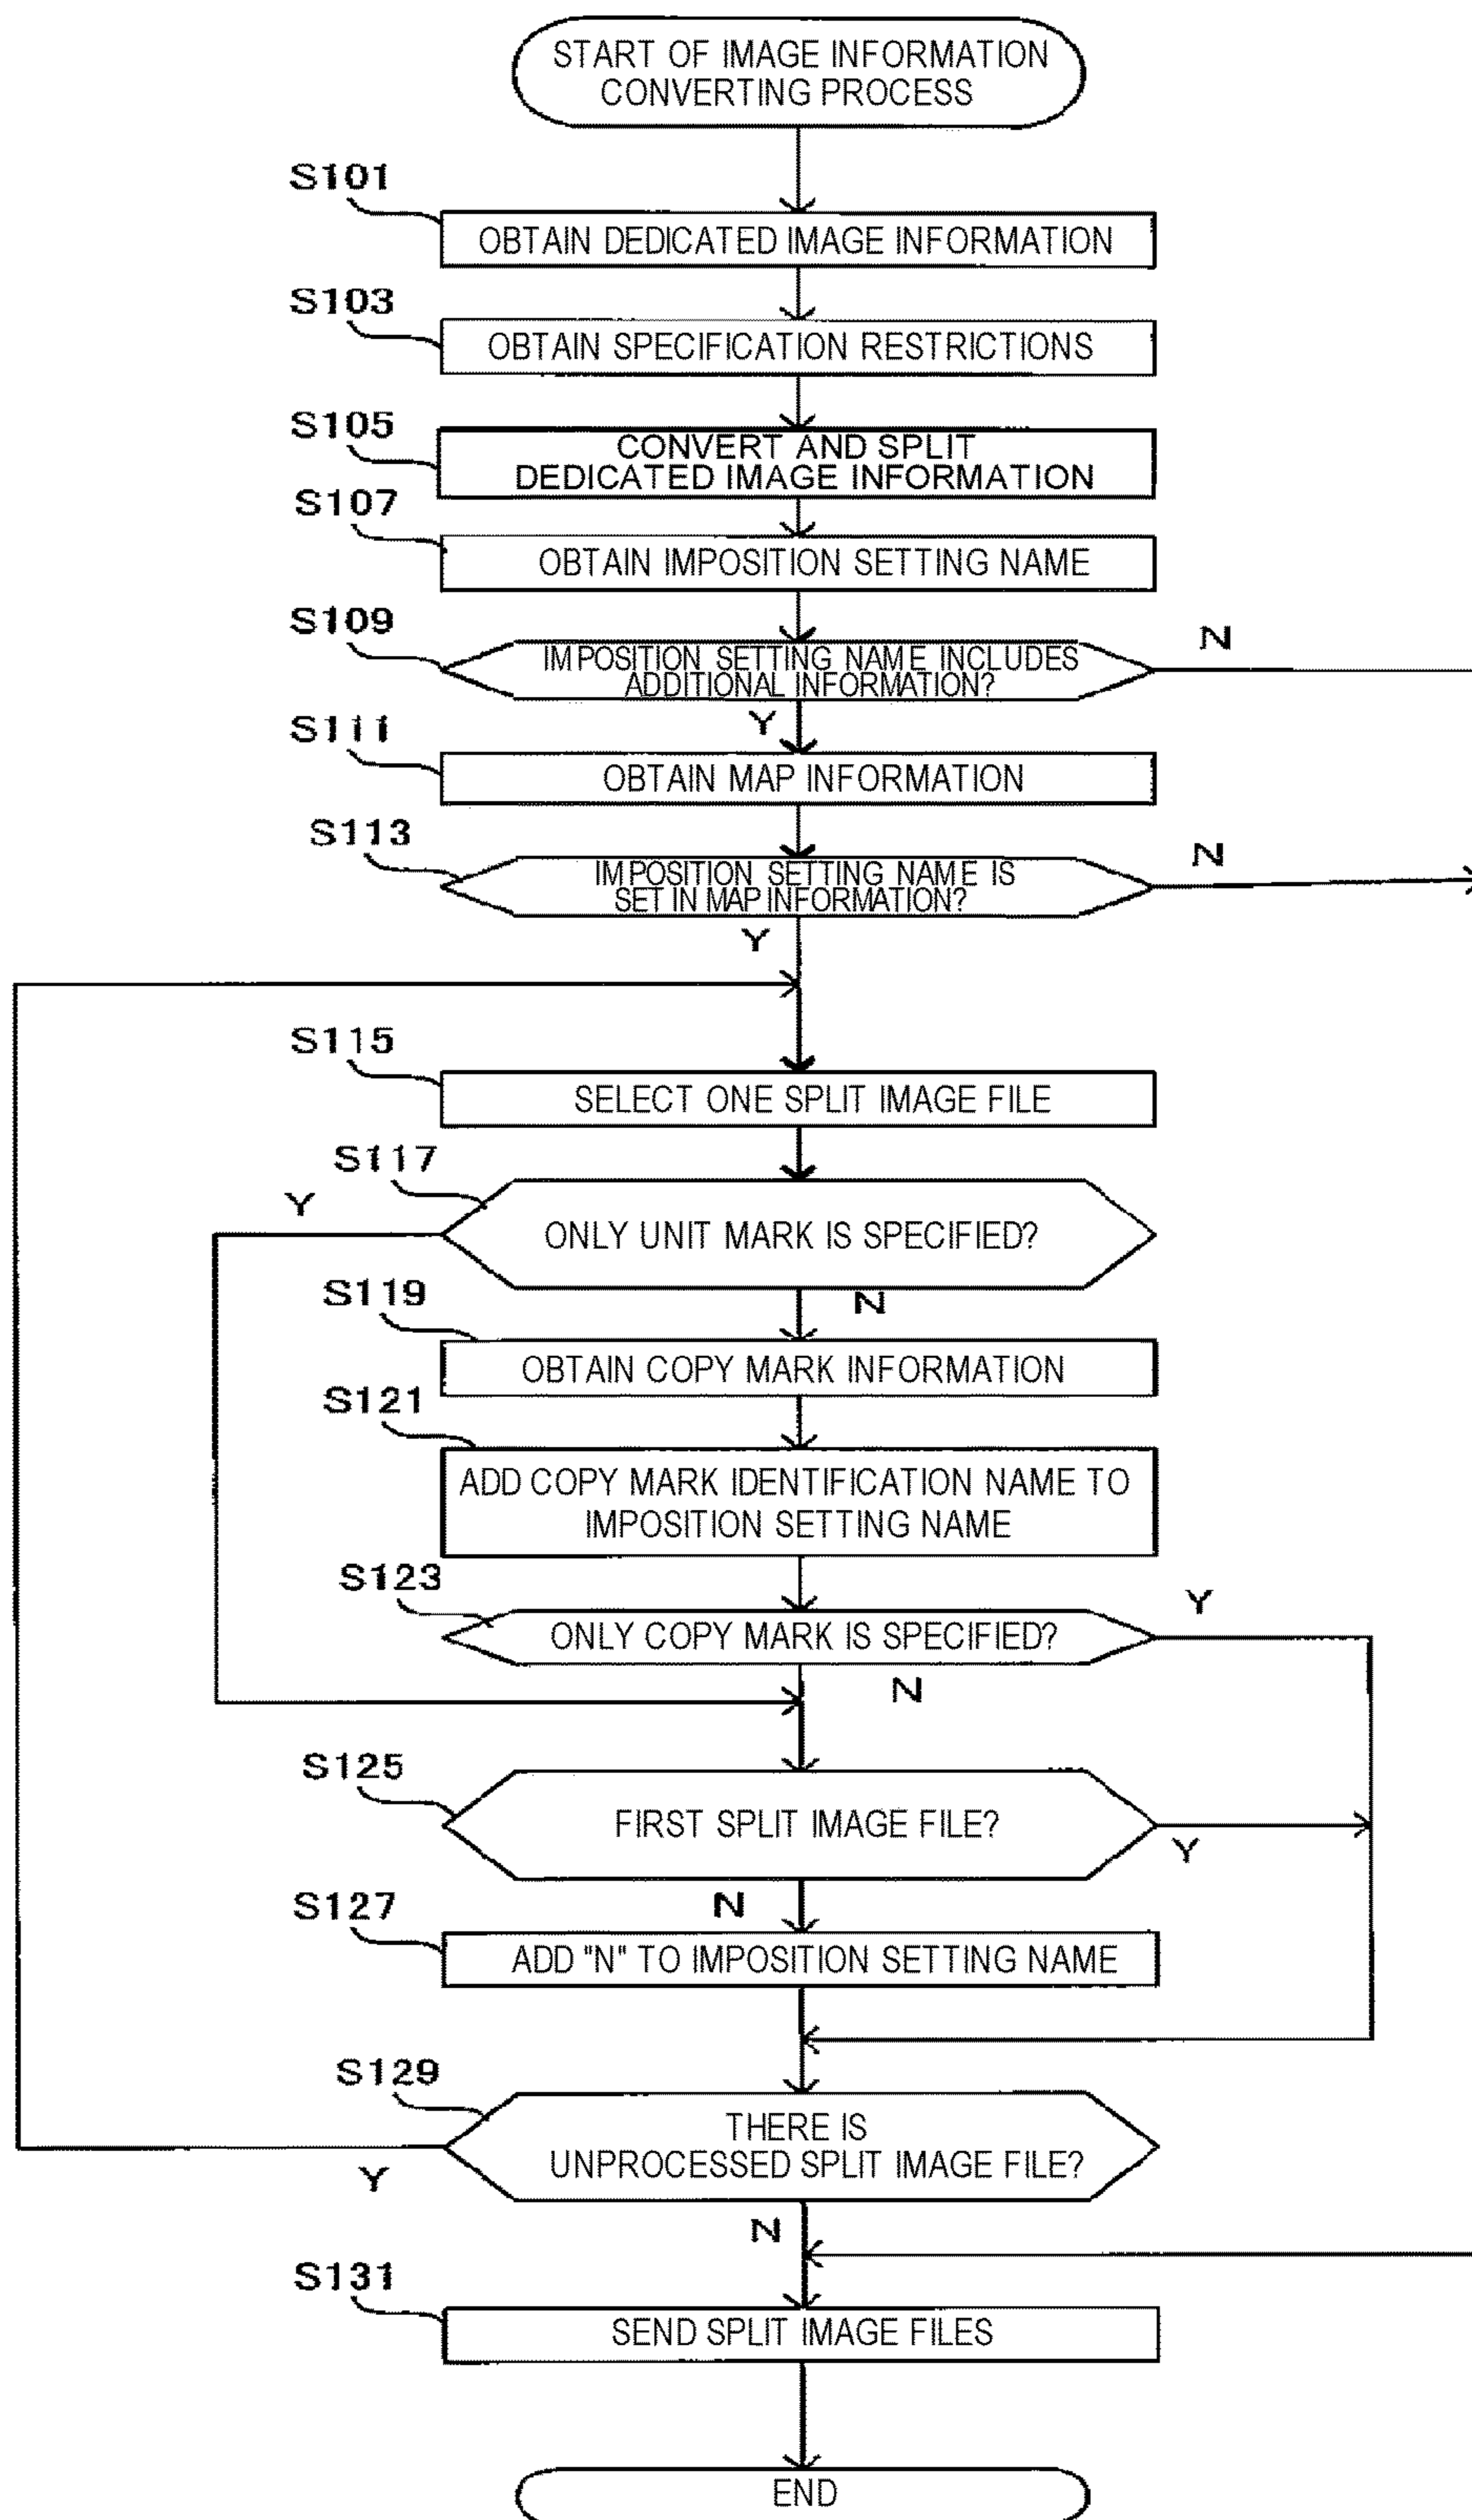 START OF IMAGE INFORMATION
CONVERTING PROCESS
S101
OBTAIN DEDICATED IMAGE INFORMATION
S103
OBTAIN SPECIFICATION RESTRICTIONS
S105
CONVERT AND SPLIT
DEDICATED IMAGE INFORMATION
S107
OBTAIN IMPOSITION SETTING NAME
S109
IMPOSITION SETTING NAME INCLUDES
ADDITIONAL INFORMATION?
N
Y
S111
OBTAIN MAP INFORMATION
S113
IMPOSITION SETTING NAME IS
SET IN MAP INFORMATION?
N
Y
S115
SELECT ONE SPLIT IMAGE FILE
S117
Y
ONLY UNIT MARK IS SPECIFIED?
N
S119
OBTAIN COPY MARK INFORMATION
S121
ADD COPY MARK IDENTIFICATION NAME TO
IMPOSITION SETTING NAME
S123
ONLY COPY MARK IS SPECIFIED?
Y
N
S125
FIRST SPLIT IMAGE FILE?
Y
N
S127
ADD "N" TO IMPOSITION SETTING NAME
S129
THERE IS
UNPROCESSED SPLIT IMAGE FILE?
Y
N
S131
SEND SPLIT IMAGE FILES
END